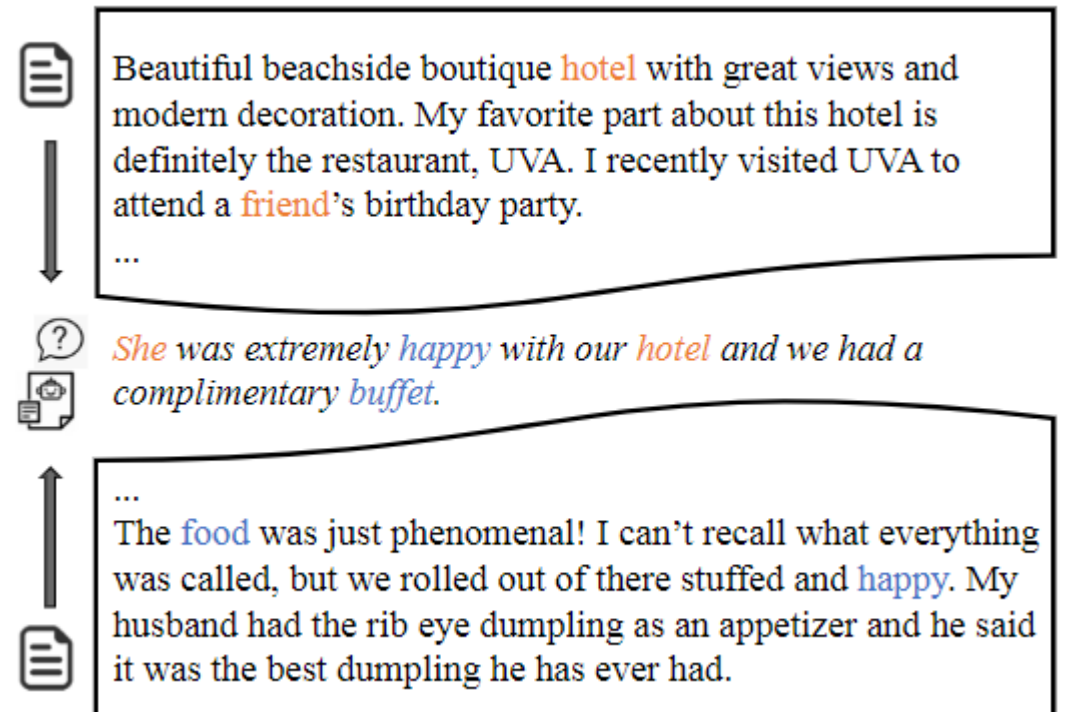 Beautiful beachside boutique hotel with great views and
modern decoration. My favorite part about this hotel is
definitely the restaurant, UVA. I recently visited UVA to
attend a friend’s birthday party.
...
?
She was extremely happy with our hotel and we had a
complimentary buffet.
...
The food was just phenomenal! I can’t recall what everything
was called, but we rolled out of there stuffed and happy. My
husband had the rib eye dumpling as an appetizer and he said
it was the best dumpling he has ever had.